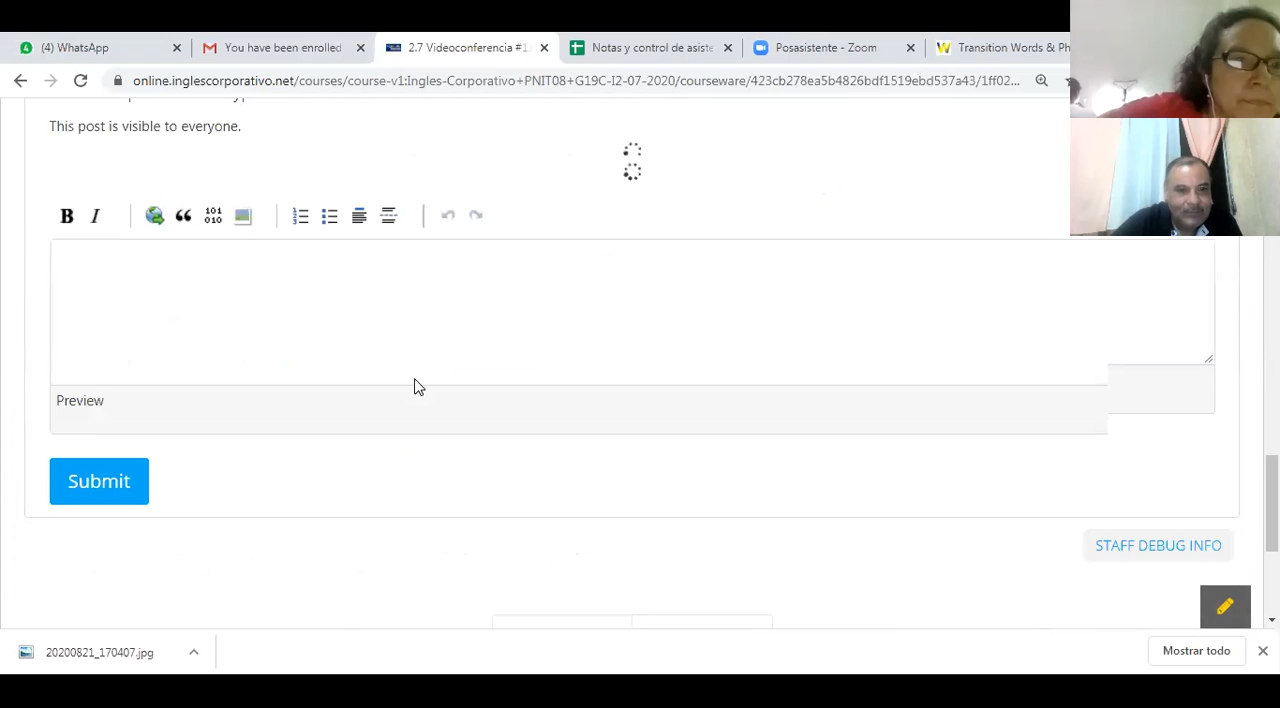 (4) WhatsApp
You have been enrolled
2.7 Videoconferencia #1
Notas y control de asiste
Posasistente - Zoom
Transition Words & Ph
online.inglescorporativo.net/courses/course-v1:Ingles-Corporativo+PNIT08+G19C-I2-07-2020/courseware/423cb278ea5b4826bdf1519ebd537a43/1ff02...
This post is visible to everyone.
B I
101
010
Preview
Submit
STAFF DEBUG INFO
20200821_170407.jpg
Mostrar todo